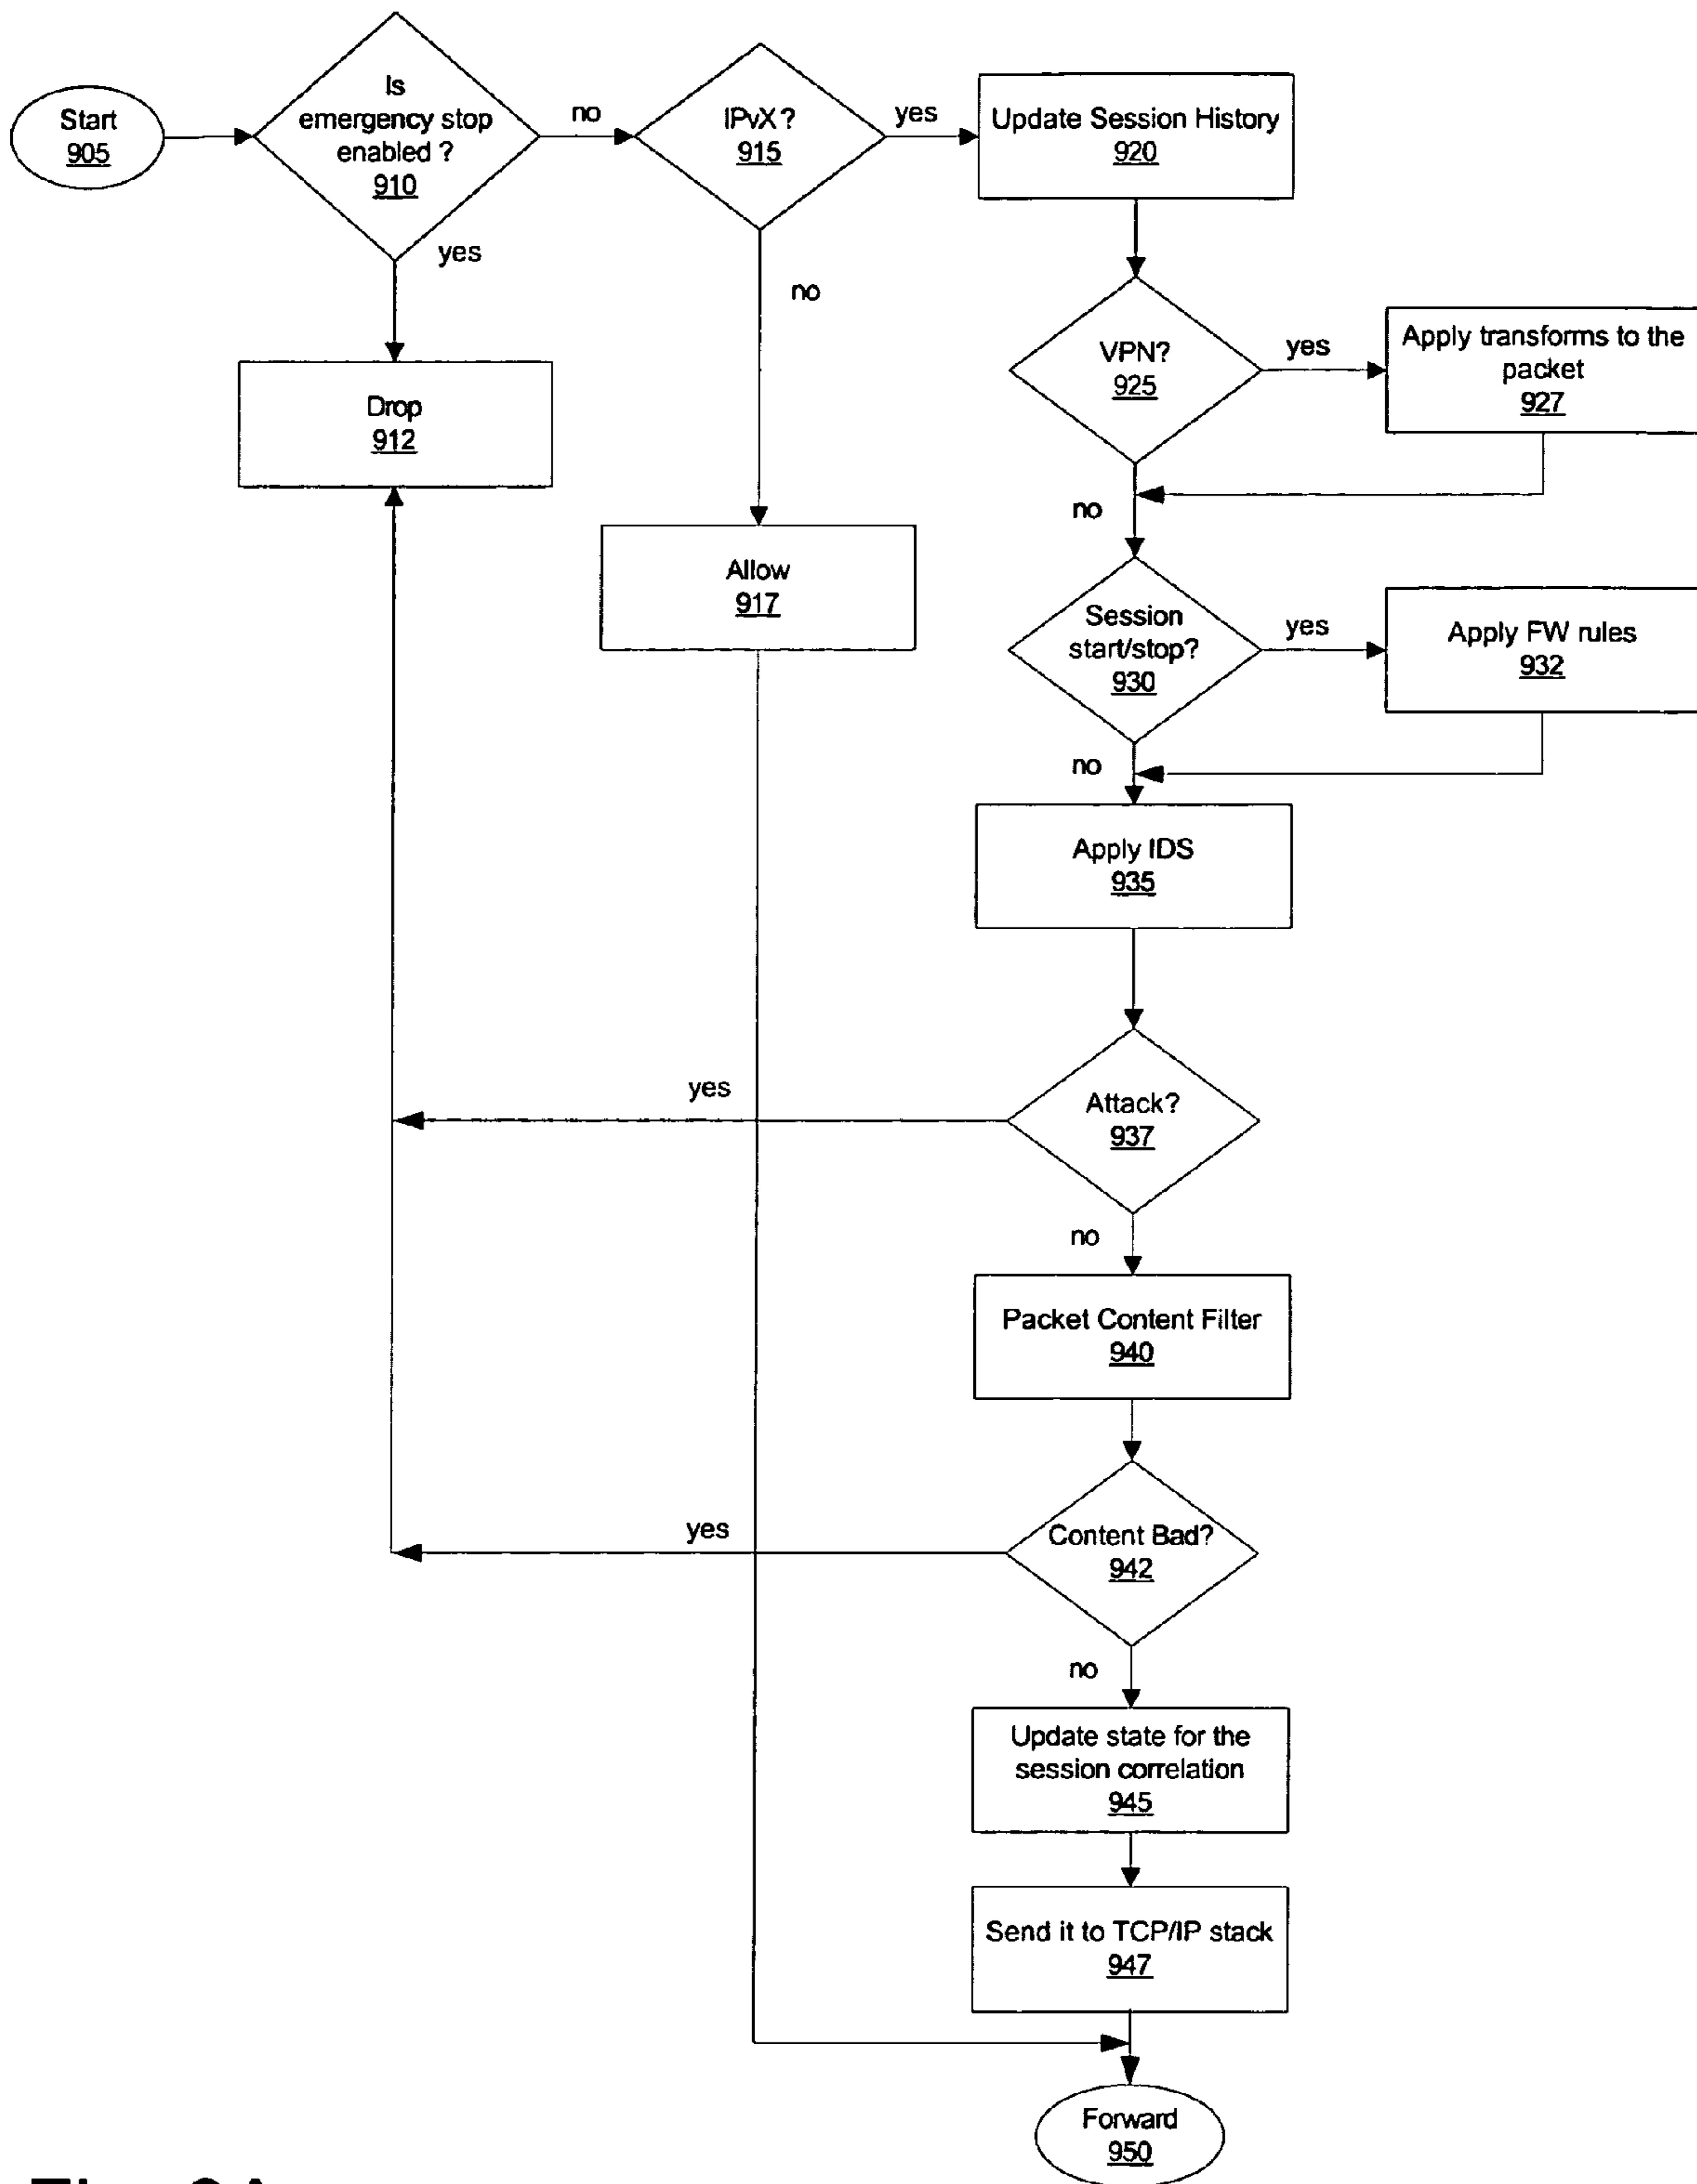 Start
905
Is
emergency stop
enabled ?
910
no
IPvX ?
915
yes
Update Session History
920
yes
no
Drop
912
VPN?
925
yes
Apply transforms to the
packet
927
no
Allow
917
Session
start/stop?
930
yes
Apply FW rules
932
no
Apply IDS
935
yes
Attack?
937
no
Packet Content Filter
940
yes
Content Bad?
942
no
Update state for the
session correlation
945
Send it to TCP/IP stack
947
Forward
950